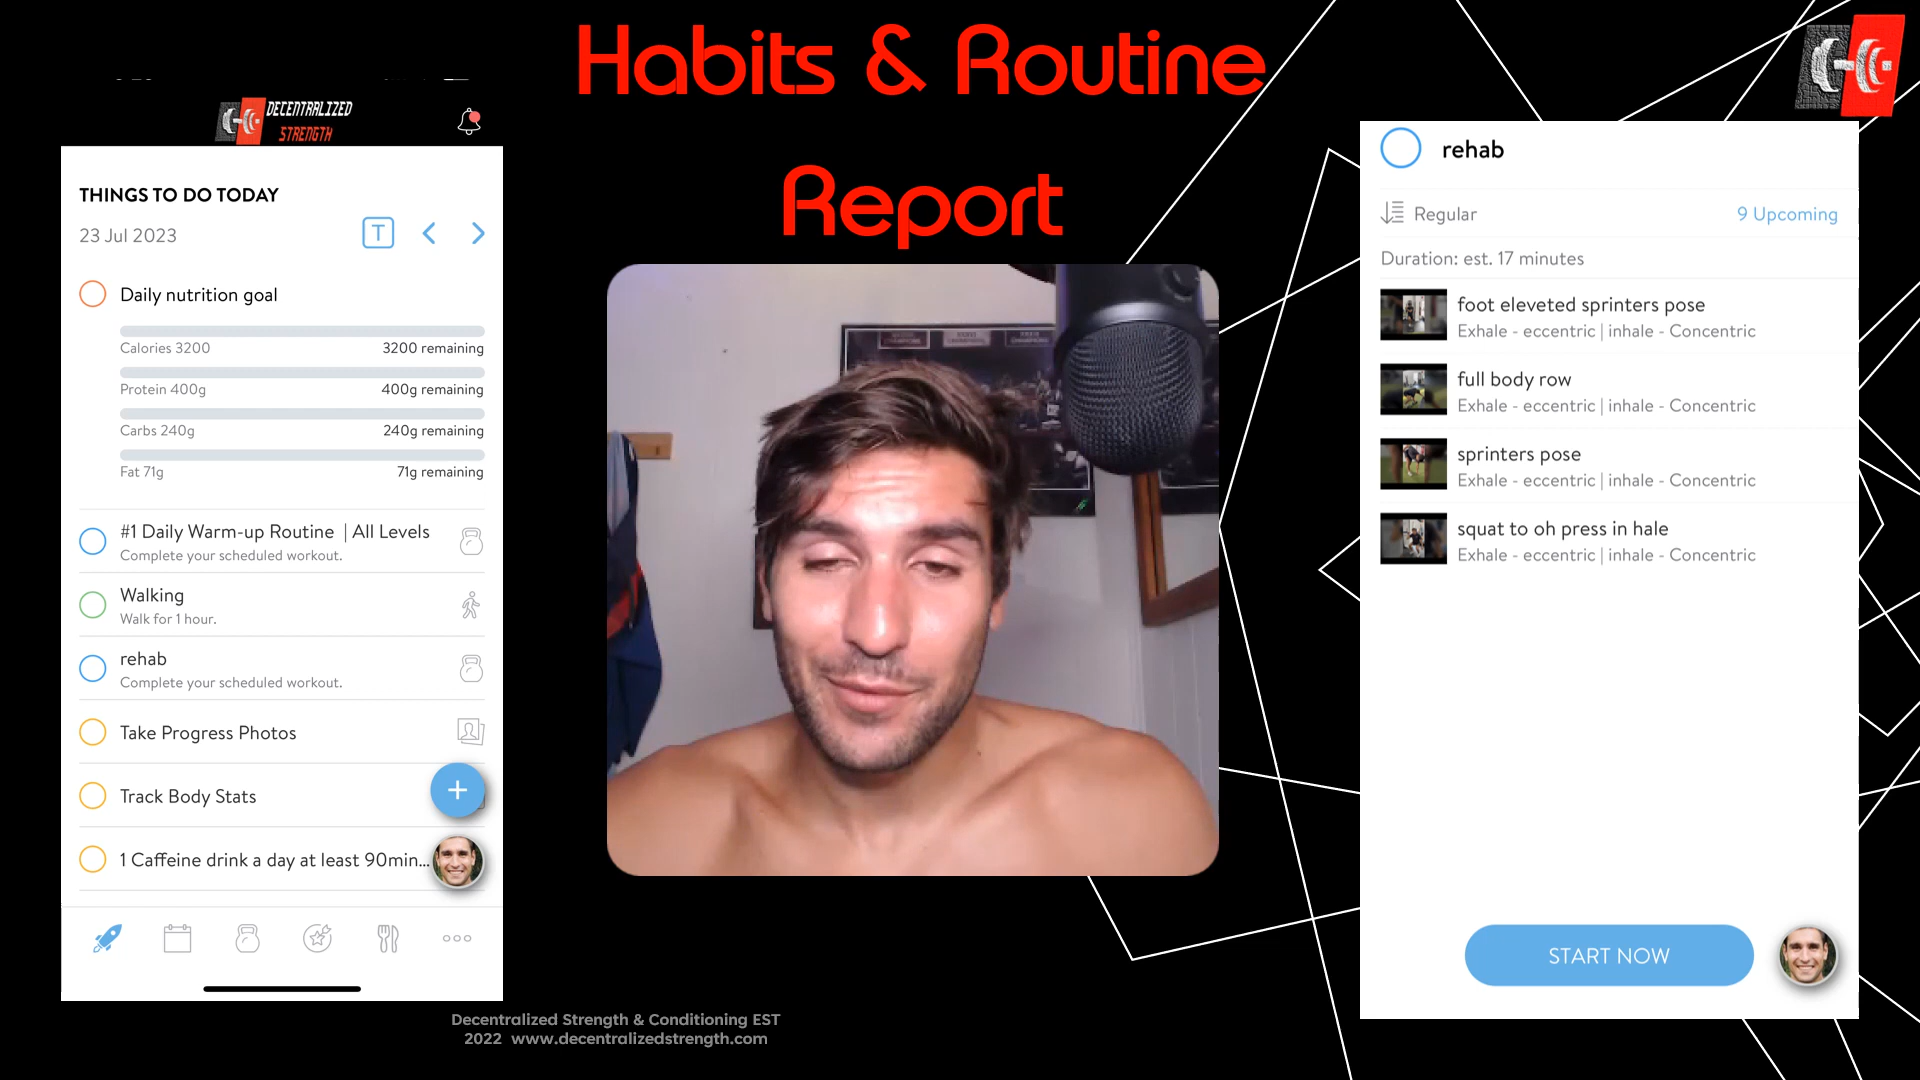 Habits & Routine
Report
DECENTRALIZED
STRENGTH
THINGS TO DO TODAY
23 Jul 2023
T
Daily nutrition goal
Calories 3200 3200 remaining
Protein 400g 400g remaining
Carbs 240g 240g remaining
Fat 71g 71g remaining
#1 Daily Warm-up Routine | All Levels
Complete your scheduled workout.
Walking
Walk for 1 hour.
rehab
Complete your scheduled workout.
Take Progress Photos
Track Body Stats
1 Caffeine drink a day at least 90min...
rehab
Regular 9 Upcoming
Duration: est. 17 minutes
foot eleveted sprinters pose
Exhale - eccentric | inhale - Concentric
full body row
Exhale - eccentric | inhale - Concentric
sprinters pose
Exhale - eccentric | inhale - Concentric
squat to oh press in hale
Exhale - eccentric | inhale - Concentric
START NOW
Decentralized Strength & Conditioning EST
2022 www.decentralizedstrength.com